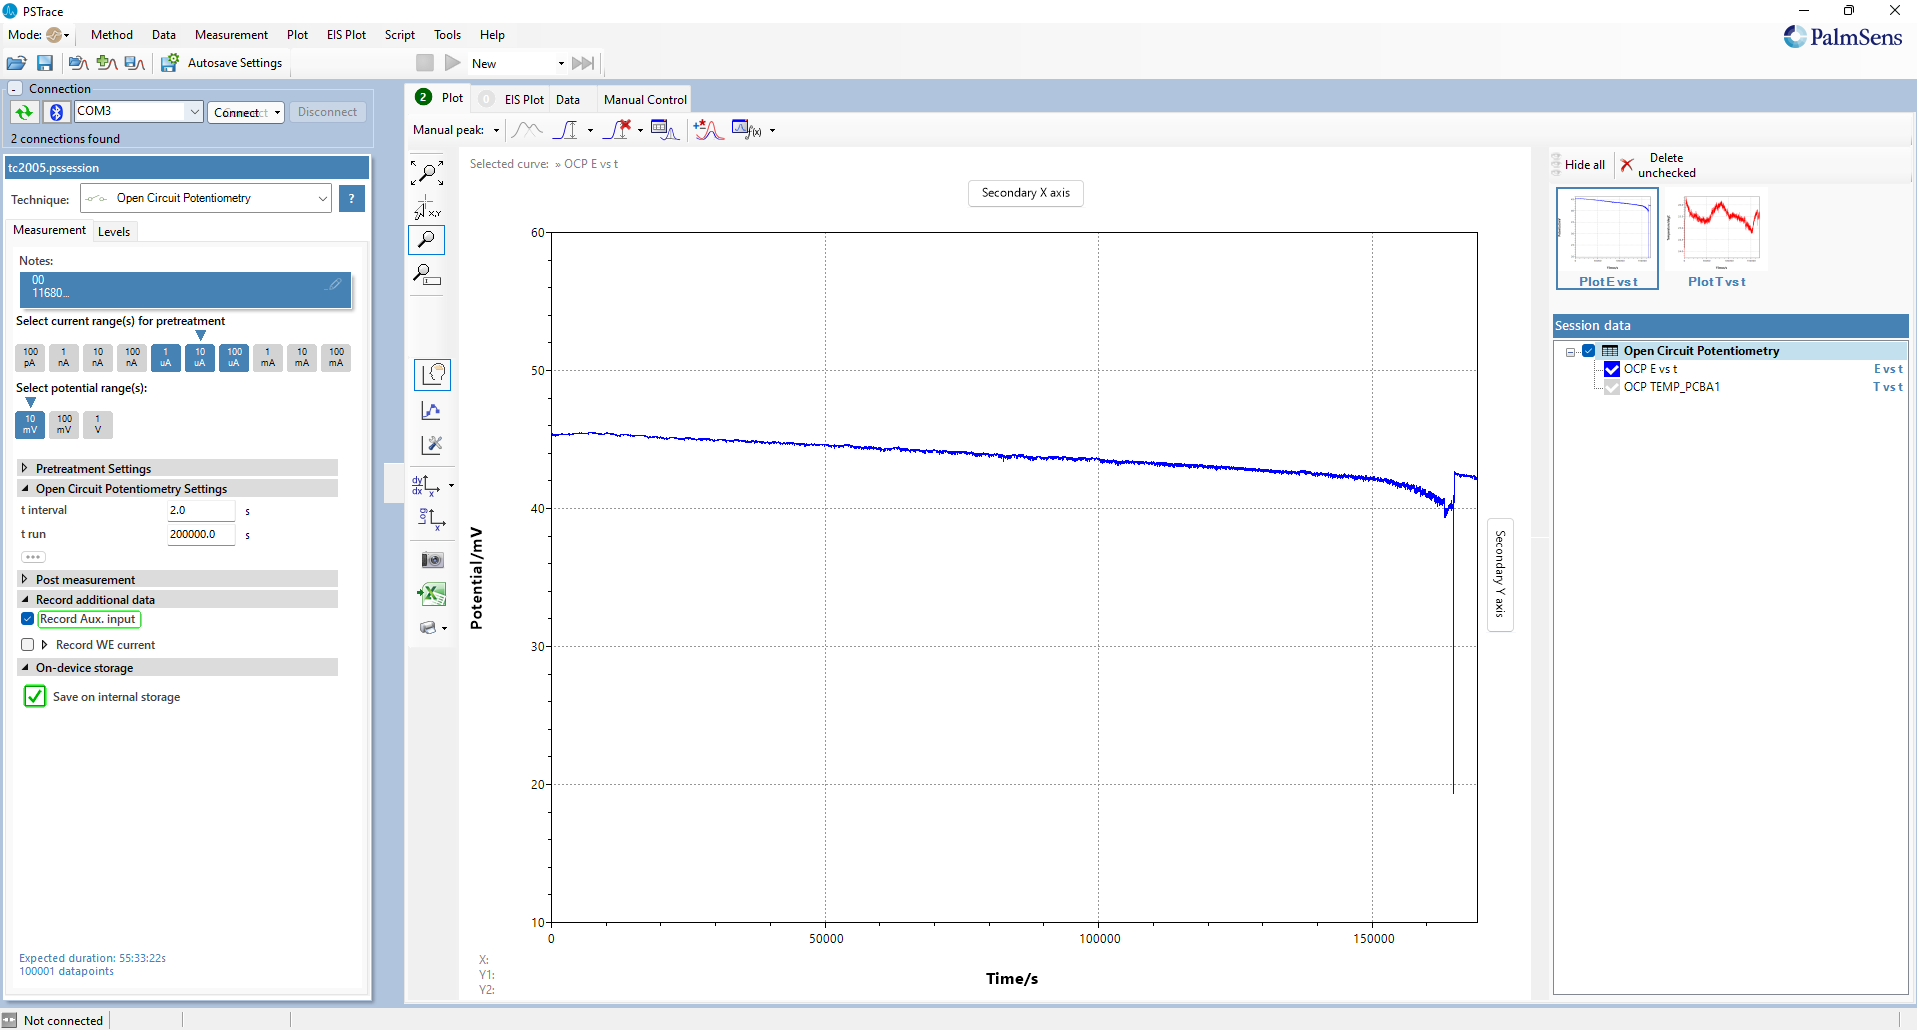 PSTrace
Mode:
Method
Data
Measurement
Plot
EIS Plot
Script
Tools
Help
PalmSens
Autosave Settings
New
Connection
COM3
Connect
Disconnect
2 connections found
2 Plot
0 EIS Plot
Data
Manual Control
Manual peak:
tc2005.pssession
Technique:
Open Circuit Potentiometry
?
Measurement
Levels
Notes:
00
11680...
Select current range(s) for pretreatment
100 pA
1 nA
10 nA
100 nA
1 uA
10 uA
100 uA
1 mA
10 mA
100 mA
Select potential range(s):
10 mV
100 mV
1 V
Pretreatment Settings
Open Circuit Potentiometry Settings
t interval 2.0 s
t run 200000.0 s
Post measurement
Record additional data
Record Aux. input
Record WE current
On-device storage
Save on internal storage
Expected duration: 55:33:22s
100001 datapoints
Not connected
Selected curve: » OCP E vs t
Secondary X axis
60
50
40
30
20
10
0
50000
100000
150000
Potential/mV
Time/s
Secondary Y axis
X:
Y1:
Y2:
Hide all
Delete
unchecked
Plot E vs t
Plot T vs t
Session data
Open Circuit Potentiometry
OCP E vs t E vs t
OCP TEMP_PCBA1 T vs t